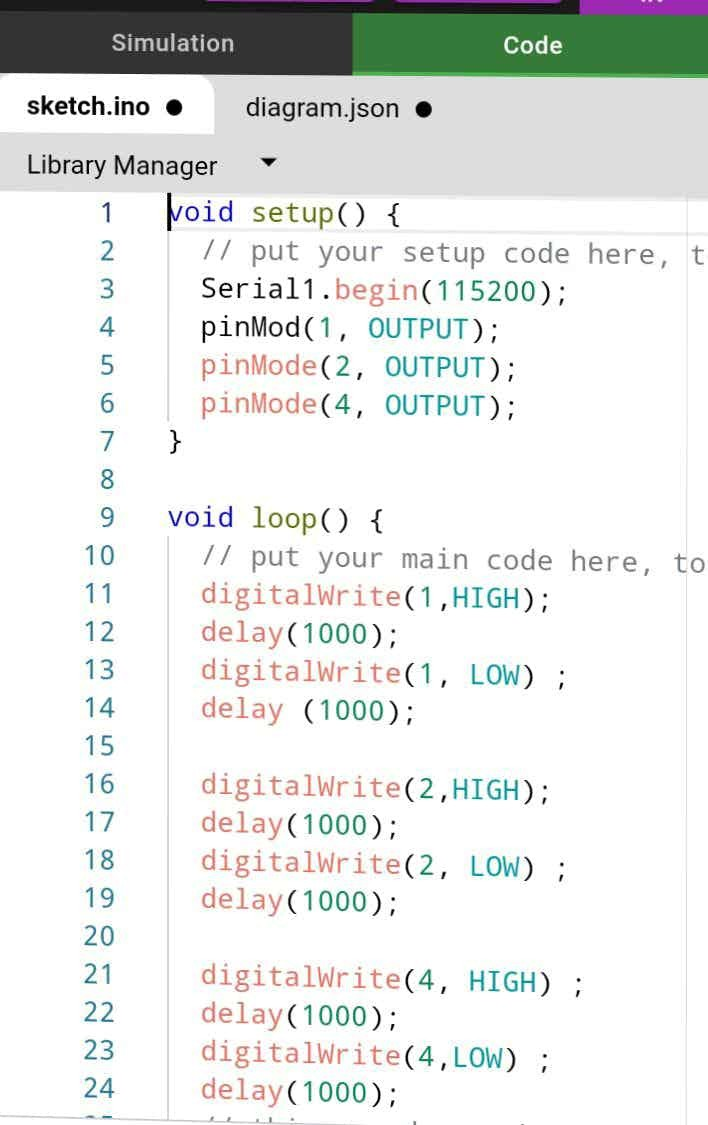 Simulation Code
sketch.ino ● diagram.json ●
Library Manager
1 void setup() {
2 // put your setup code here,
3 Serial1.begin(115200);
4 pinMod(1, OUTPUT);
5 pinMode(2, OUTPUT);
6 pinMode(4, OUTPUT);
7 }
8
9 void loop() {
10 // put your main code here, to
11 digitalWrite(1,HIGH);
12 delay(1000);
13 digitalWrite(1, LOW) ;
14 delay (1000);
15
16 digitalWrite(2,HIGH);
17 delay(1000);
18 digitalWrite(2, LOW) ;
19 delay(1000);
20
21 digitalWrite(4, HIGH) ;
22 delay(1000);
23 digitalWrite(4,LOW) ;
24 delay(1000);